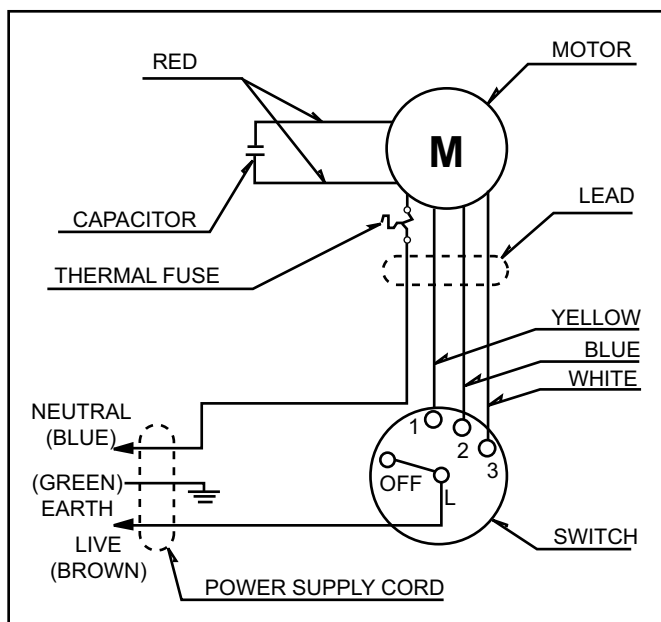 RED
MOTOR
M
CAPACITOR
LEAD
THERMAL FUSE
YELLOW
BLUE
WHITE
NEUTRAL
(BLUE)
1
2
3
OFF
L
(GREEN)
EARTH
LIVE
(BROWN)
SWITCH
POWER SUPPLY CORD